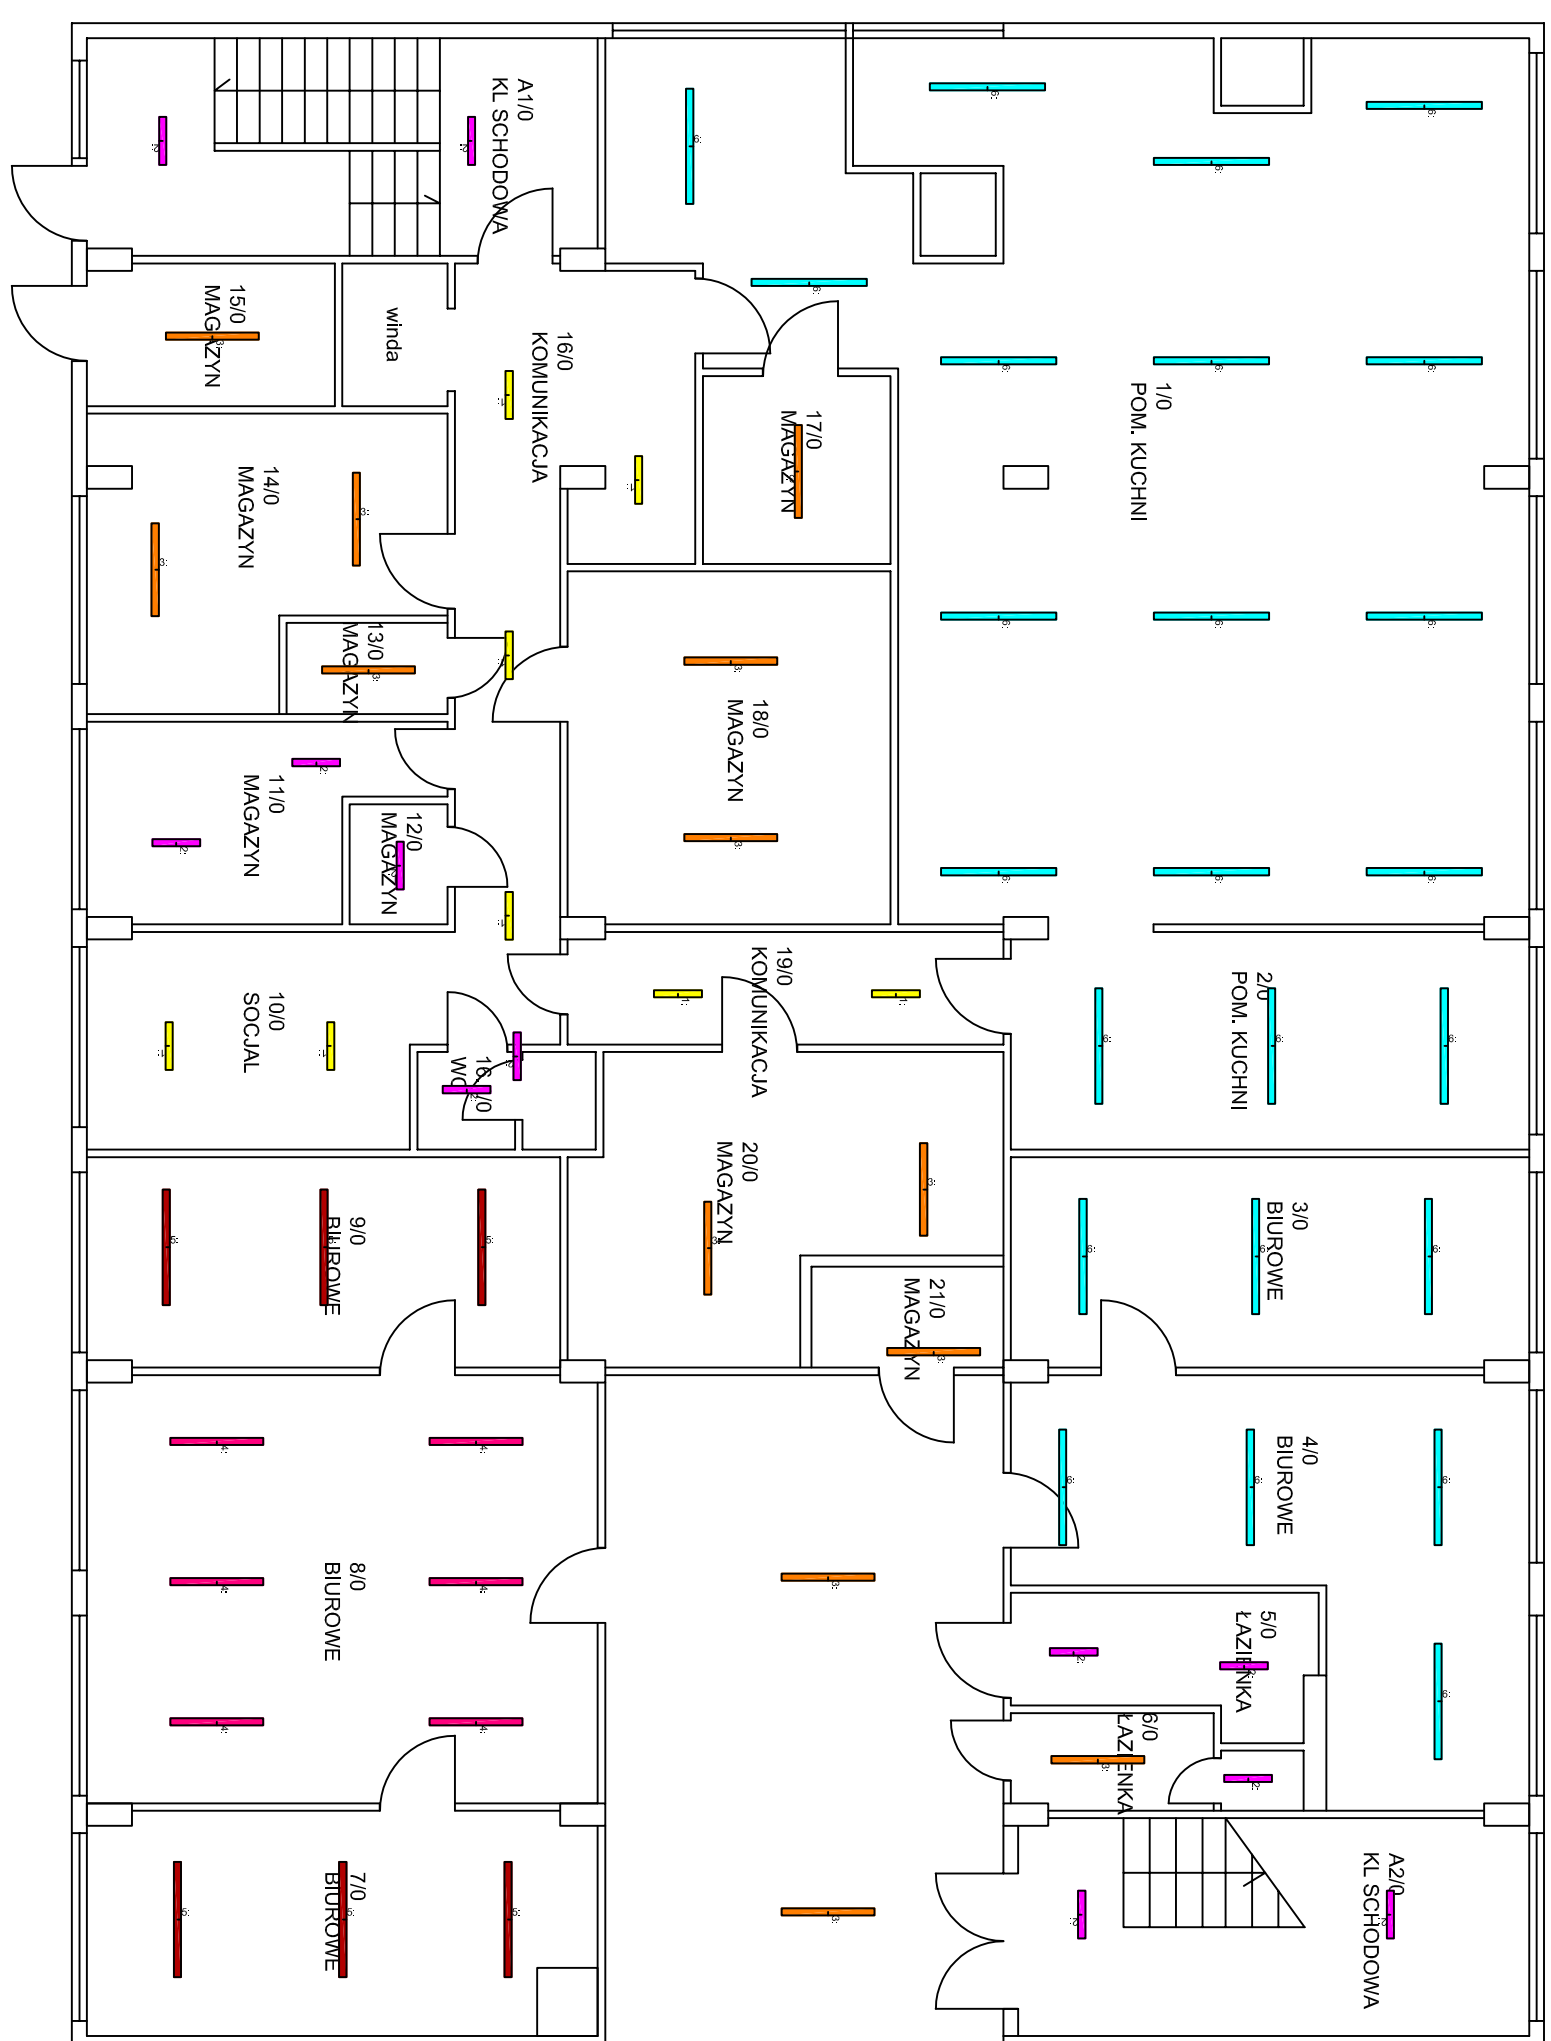 A1/0
KL SCHODOWA
15/0
MAGAZYN
winda
16/0
KOMUNIKACJA
17/0
MAGAZYN
1/0
POM. KUCHNI
14/0
MAGAZYN
13/0
MAGAZYN
18/0
MAGAZYN
11/0
MAGAZYN
12/0
MAGAZYN
10/0
SOCJAL
19/0
KOMUNIKACJA
2/0
POM. KUCHNI
WC
20/0
MAGAZYN
9/0
BIUROWE
3/0
BIUROWE
21/0
MAGAZYN
4/0
BIUROWE
8/0
BIUROWE
5/0
ŁAZIENKA
6/0
ŁAZIENKA
7/0
BIUROWE
A2/0
KL SCHODOWA